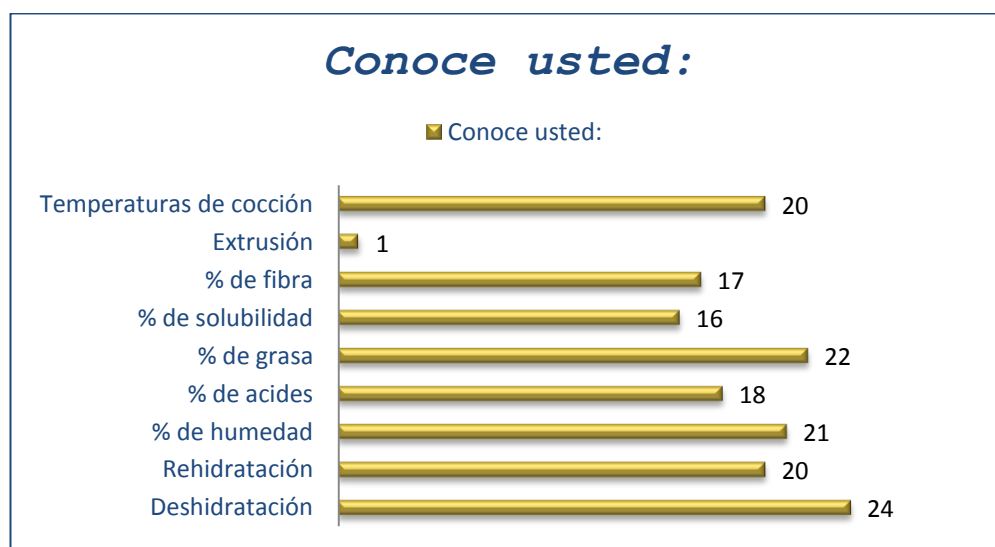 Conoce usted:
Conoce usted:
Temperaturas de cocción 20
Extrusión 1
% de fibra 17
% de solubilidad 16
% de grasa 22
% de acides 18
% de humedad 21
Rehidratación 20
Deshidratación 24